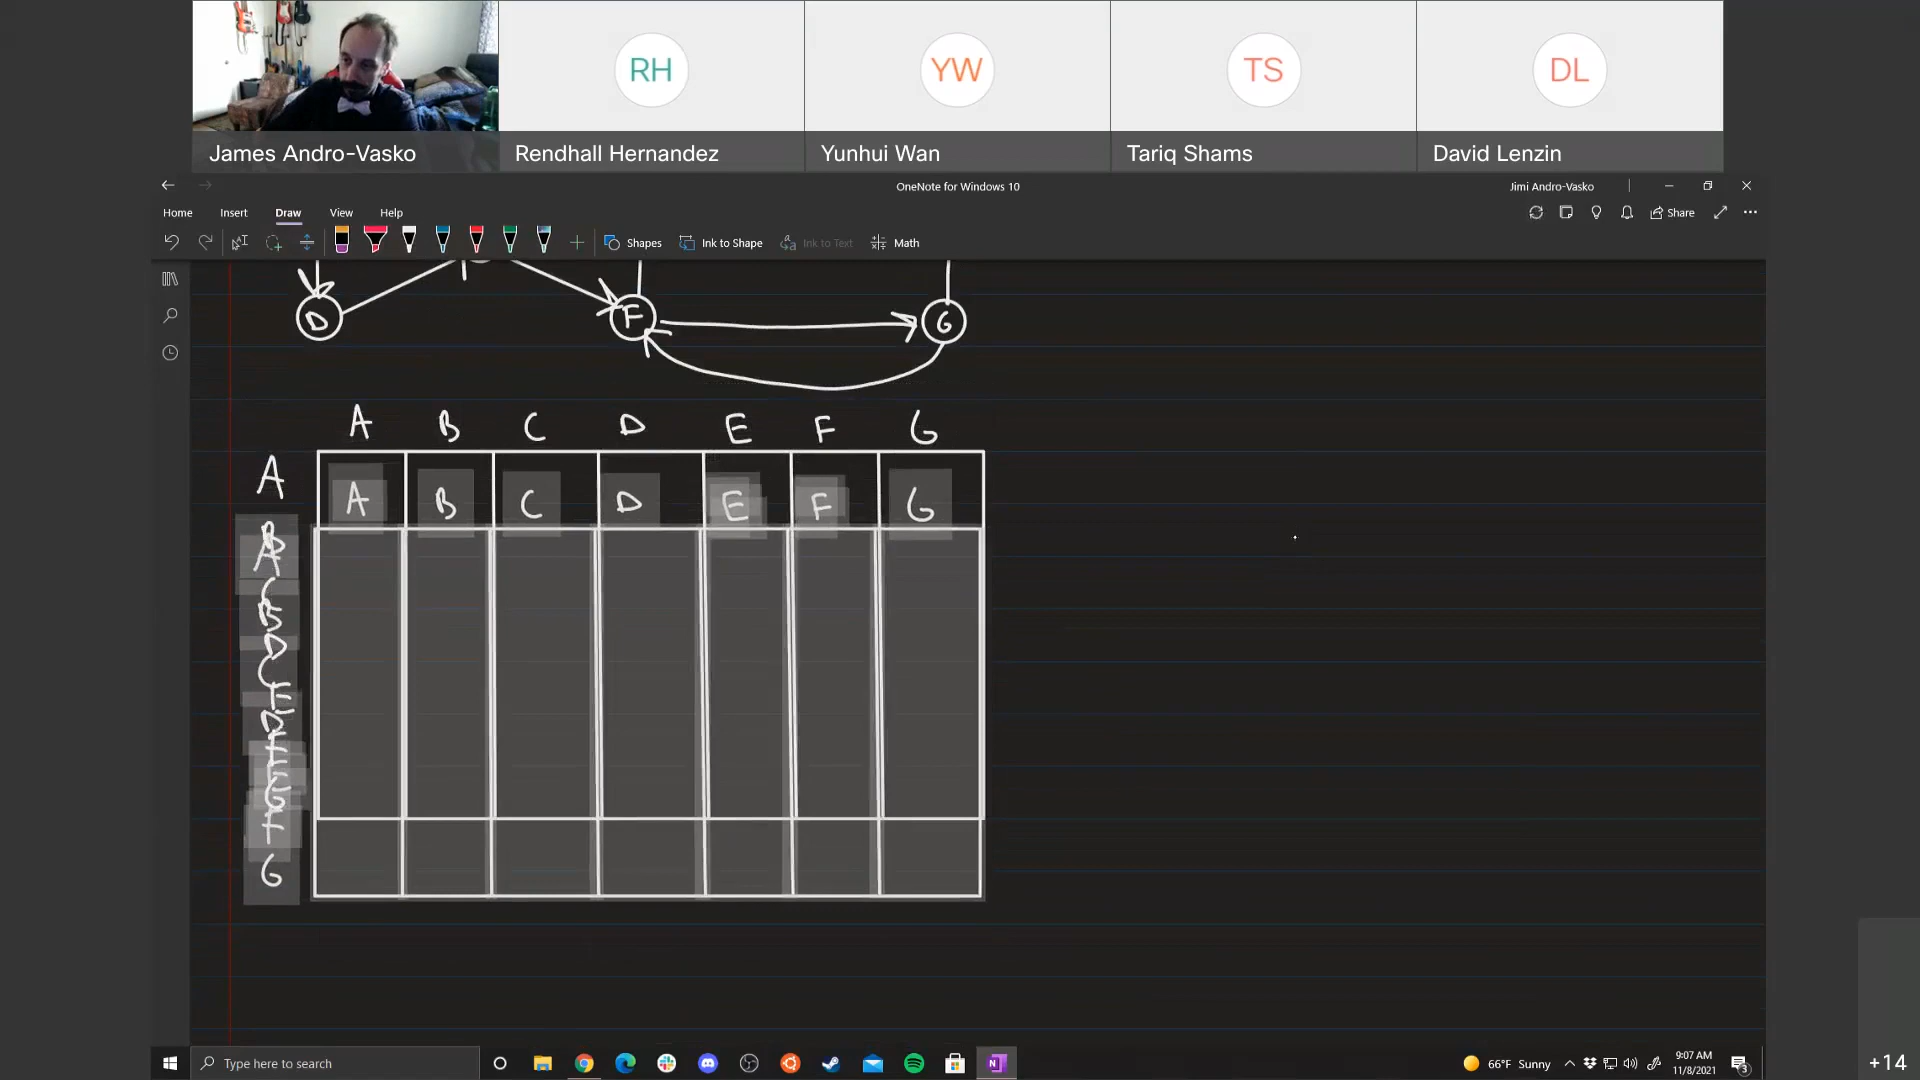 RH YW TS DL
James Andro-Vasko Rendhall Hernandez Yunhui Wan Tariq Shams David Lenzin
OneNote for Windows 10 Jimi Andro-Vasko
Home Insert Draw View Help Share
Shapes Ink to Shape Ink to Text Math
D F G
A B C D E F G
A
A B C D E F G
B
A
C
B
D
C
E
D
F
E
G
F
G
Type here to search 66°F Sunny 9:07 AM
11/8/2021 3
+14